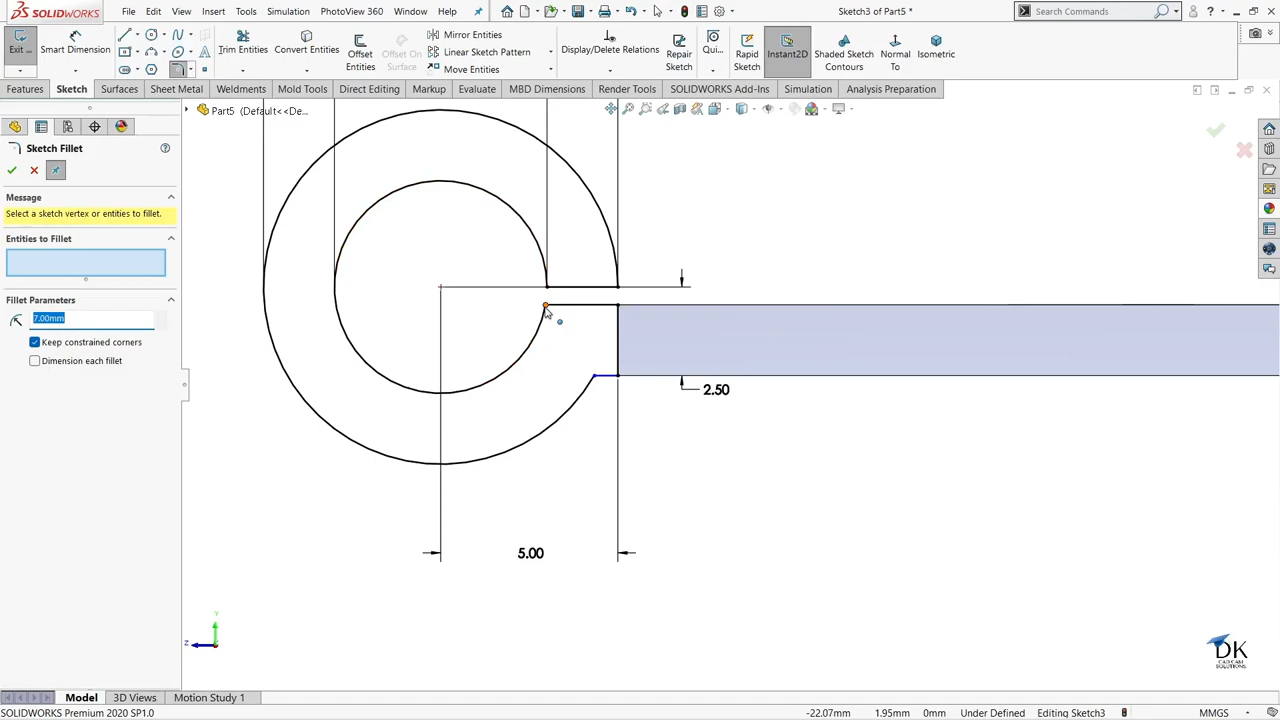 SOLIDWORKS File Edit View Insert Tools Simulation PhotoView 360 Window Help Sketch3 of Part5 * Search Commands
Exit ... Smart Dimension Trim Entities Convert Entities Offset Entities Offset On Surface Mirror Entities Linear Sketch Pattern Move Entities Display/Delete Relations Repair Sketch Qui... Rapid Sketch Instant2D Shaded Sketch Contours Normal To Isometric
Features Sketch Surfaces Sheet Metal Weldments Mold Tools Direct Editing Markup Evaluate MBD Dimensions Render Tools SOLIDWORKS Add-Ins Simulation Analysis Preparation
Part5 (Default<<De...
Sketch Fillet
Message
Select a sketch vertex or entities to fillet.
Entities to Fillet
Fillet Parameters
7.00mm
Keep constrained corners
Dimension each fillet
2.50
5.00
Y
Z
DK
CAD CAM
SOLUTIONS
Model 3D Views Motion Study 1
SOLIDWORKS Premium 2020 SP1.0 -22.07mm 1.95mm 0mm Under Defined Editing Sketch3 MMGS